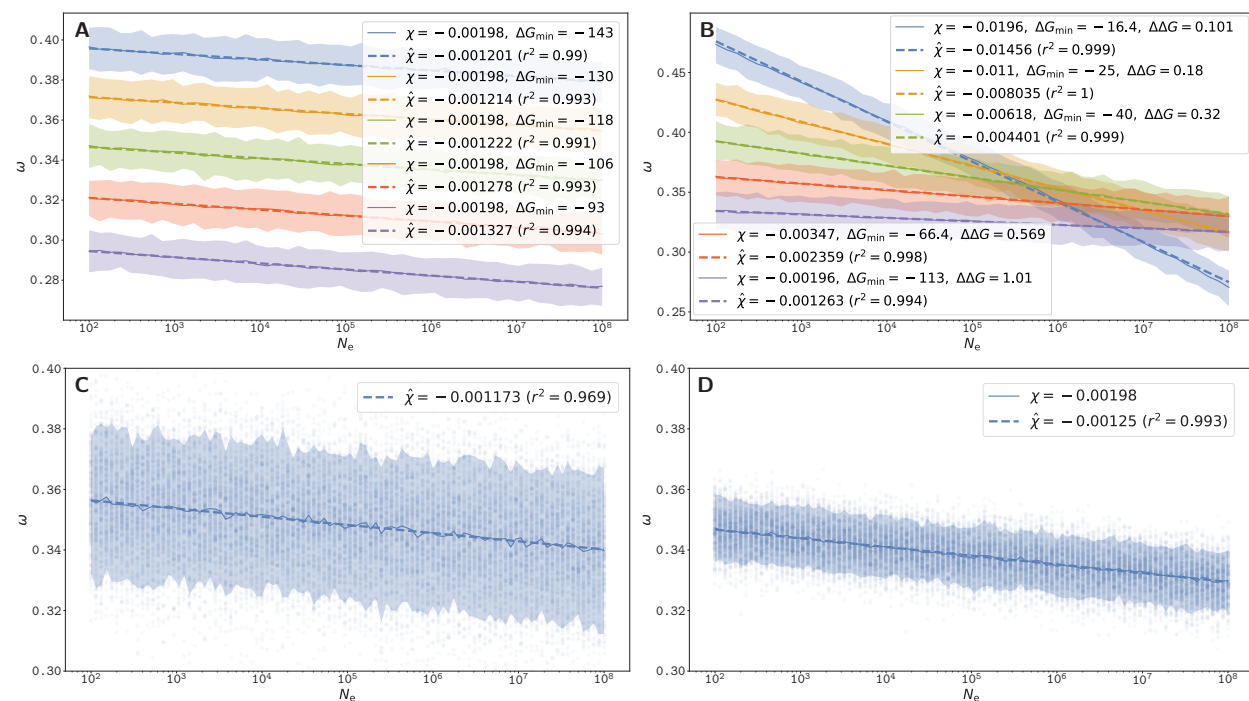 A
χ = −0.00198, ΔG_min = −143
χ̂ = −0.001201 (r² = 0.99)
χ = −0.00198, ΔG_min = −130
χ̂ = −0.001214 (r² = 0.993)
χ = −0.00198, ΔG_min = −118
χ̂ = −0.001222 (r² = 0.991)
χ = −0.00198, ΔG_min = −106
χ̂ = −0.001278 (r² = 0.993)
χ = −0.00198, ΔG_min = −93
χ̂ = −0.001327 (r² = 0.994)
0.40
0.38
0.36
0.34
0.32
0.30
0.28
ω
10² 10³ 10⁴ 10⁵ 10⁶ 10⁷ 10⁸
Nₑ
B
χ = −0.0196, ΔG_min = −16.4, ΔΔG = 0.101
χ̂ = −0.01456 (r² = 0.999)
χ = −0.011, ΔG_min = −25, ΔΔG = 0.18
χ̂ = −0.008035 (r² = 1)
χ = −0.00618, ΔG_min = −40, ΔΔG = 0.32
χ̂ = −0.004401 (r² = 0.999)
χ = −0.00347, ΔG_min = −66.4, ΔΔG = 0.569
χ̂ = −0.002359 (r² = 0.998)
χ = −0.00196, ΔG_min = −113, ΔΔG = 1.01
χ̂ = −0.001263 (r² = 0.994)
0.45
0.40
0.35
0.30
0.25
ω
10² 10³ 10⁴ 10⁵ 10⁶ 10⁷ 10⁸
Nₑ
C
χ̂ = −0.001173 (r² = 0.969)
0.40
0.38
0.36
0.34
0.32
0.30
ω
10² 10³ 10⁴ 10⁵ 10⁶ 10⁷ 10⁸
Nₑ
D
χ = −0.00198
χ̂ = −0.00125 (r² = 0.993)
0.40
0.38
0.36
0.34
0.32
0.30
ω
10² 10³ 10⁴ 10⁵ 10⁶ 10⁷ 10⁸
Nₑ